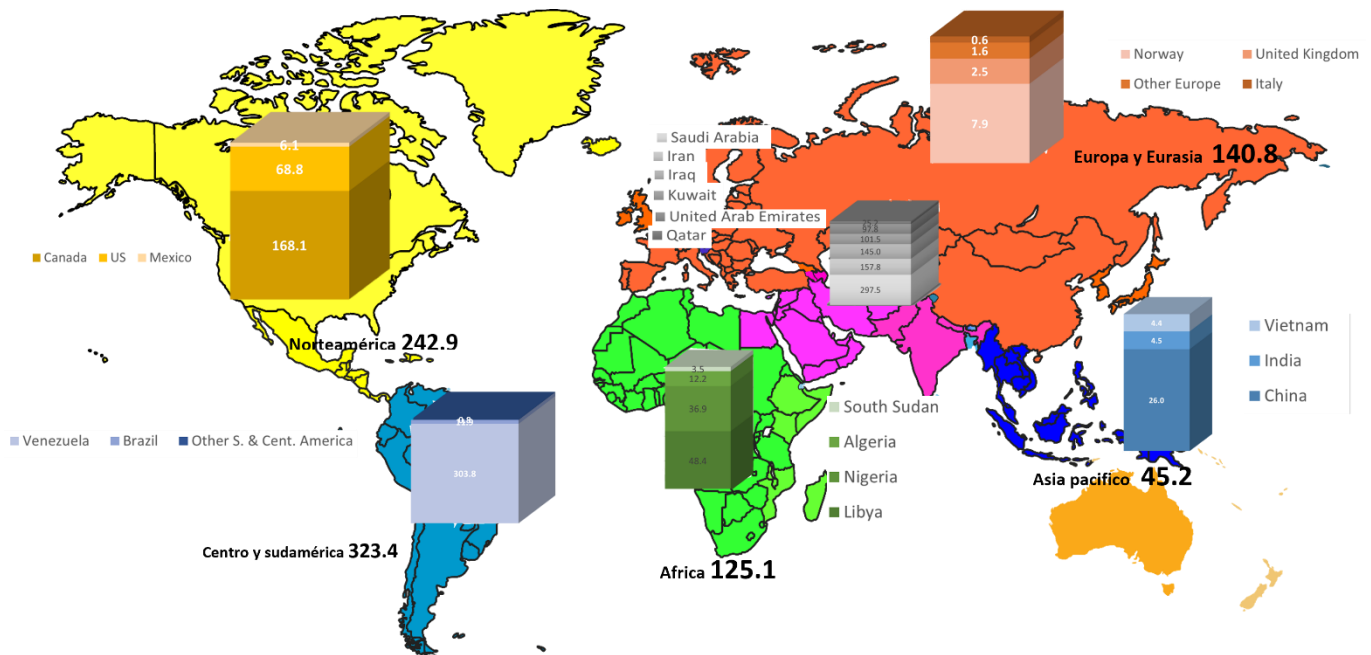 0.6
1.6
2.5
7.9
Norway
United Kingdom
Other Europe
Italy
Europa y Eurasia 140.8
6.1
68.8
168.1
Canada
US
Mexico
Norteamérica 242.9
Saudi Arabia
Iran
Iraq
Kuwait
United Arab Emirates
Qatar
25.2
97.8
101.5
145.0
157.8
297.5
4.4
4.5
26.0
Vietnam
India
China
Asia pacifico 45.2
3.5
12.2
36.9
48.4
South Sudan
Algeria
Nigeria
Libya
Africa 125.1
Venezuela
Brazil
Other S. & Cent. America
303.8
Centro y sudamérica 323.4